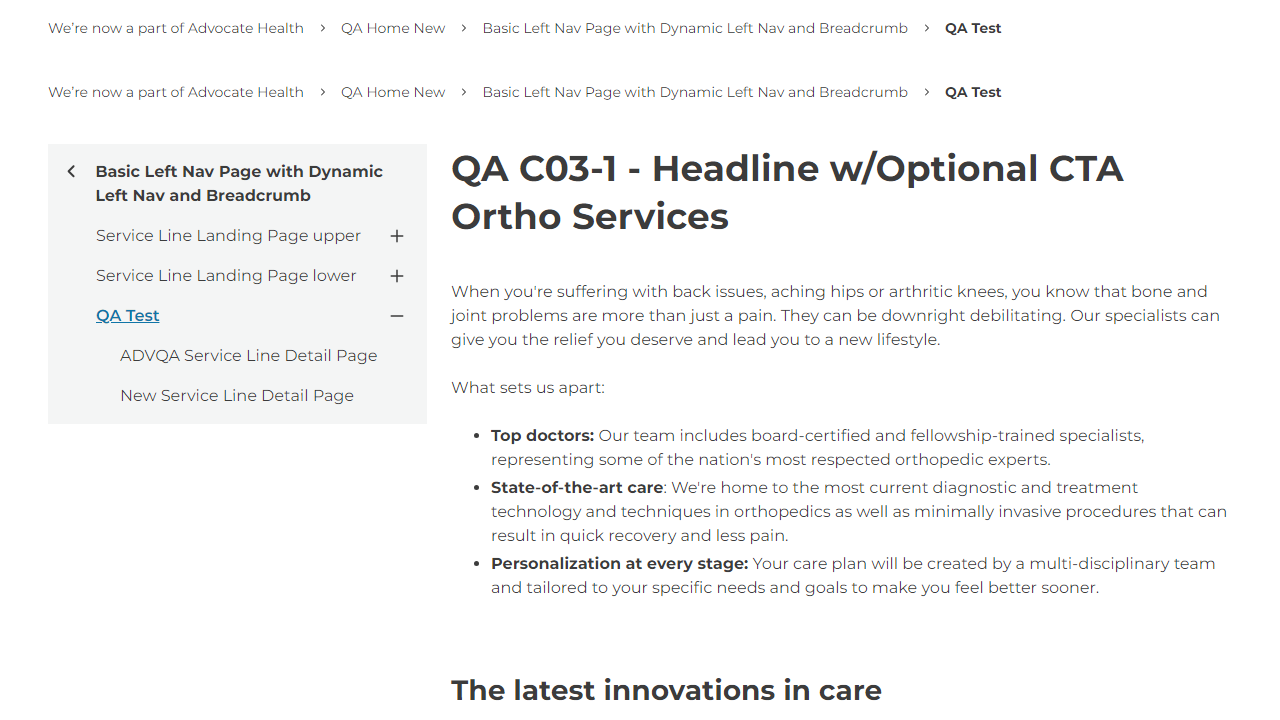 We’re now a part of Advocate Health > QA Home New > Basic Left Nav Page with Dynamic Left Nav and Breadcrumb > QA Test
We’re now a part of Advocate Health > QA Home New > Basic Left Nav Page with Dynamic Left Nav and Breadcrumb > QA Test
Basic Left Nav Page with Dynamic
Left Nav and Breadcrumb
Service Line Landing Page upper
Service Line Landing Page lower
QA Test
ADVQA Service Line Detail Page
New Service Line Detail Page
QA C03-1 - Headline w/Optional CTA
Ortho Services
When you're suffering with back issues, aching hips or arthritic knees, you know that bone and
joint problems are more than just a pain. They can be downright debilitating. Our specialists can
give you the relief you deserve and lead you to a new lifestyle.
What sets us apart:
• Top doctors: Our team includes board-certified and fellowship-trained specialists,
representing some of the nation's most respected orthopedic experts.
• State-of-the-art care: We're home to the most current diagnostic and treatment
technology and techniques in orthopedics as well as minimally invasive procedures that can
result in quick recovery and less pain.
• Personalization at every stage: Your care plan will be created by a multi-disciplinary team
and tailored to your specific needs and goals to make you feel better sooner.
The latest innovations in care